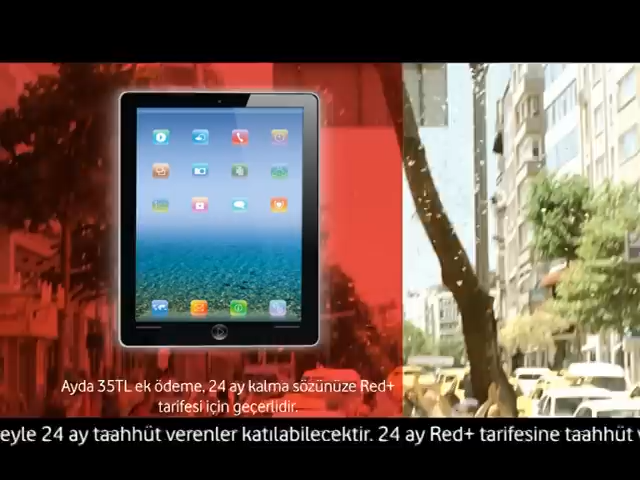 Ayda 35TL ek ödeme, 24 ay kalma sözünüze Red+
tarifesi için geçerlidir.
eyle 24 ay taahhüt verenler katılabilecektir. 24 ay Red+ tarifesine taahhüt